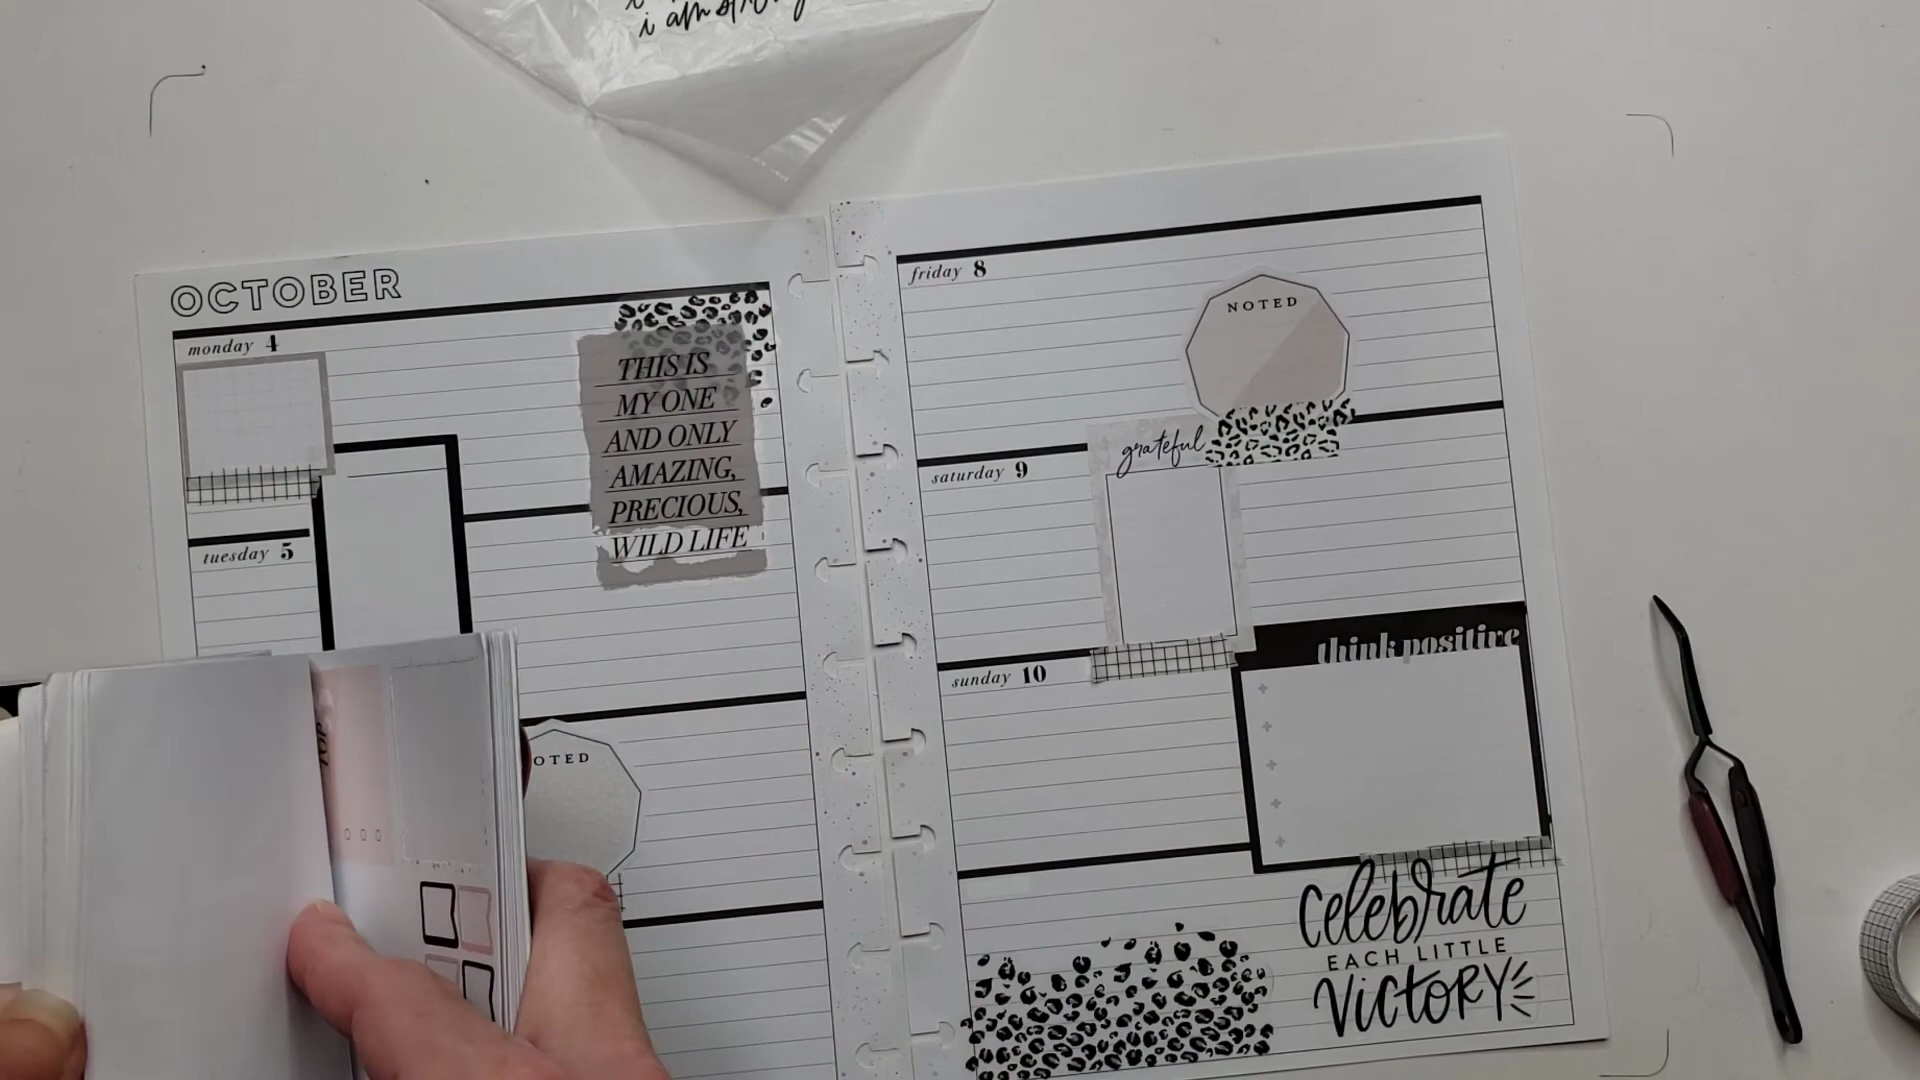 i am
OCTOBER
monday 4
THIS IS
MY ONE
AND ONLY
AMAZING,
PRECIOUS,
WILD LIFE
tuesday 5
OTED
friday 8
NOTED
grateful
saturday 9
think positive
sunday 10
celebrate
EACH LITTLE
VICTORY